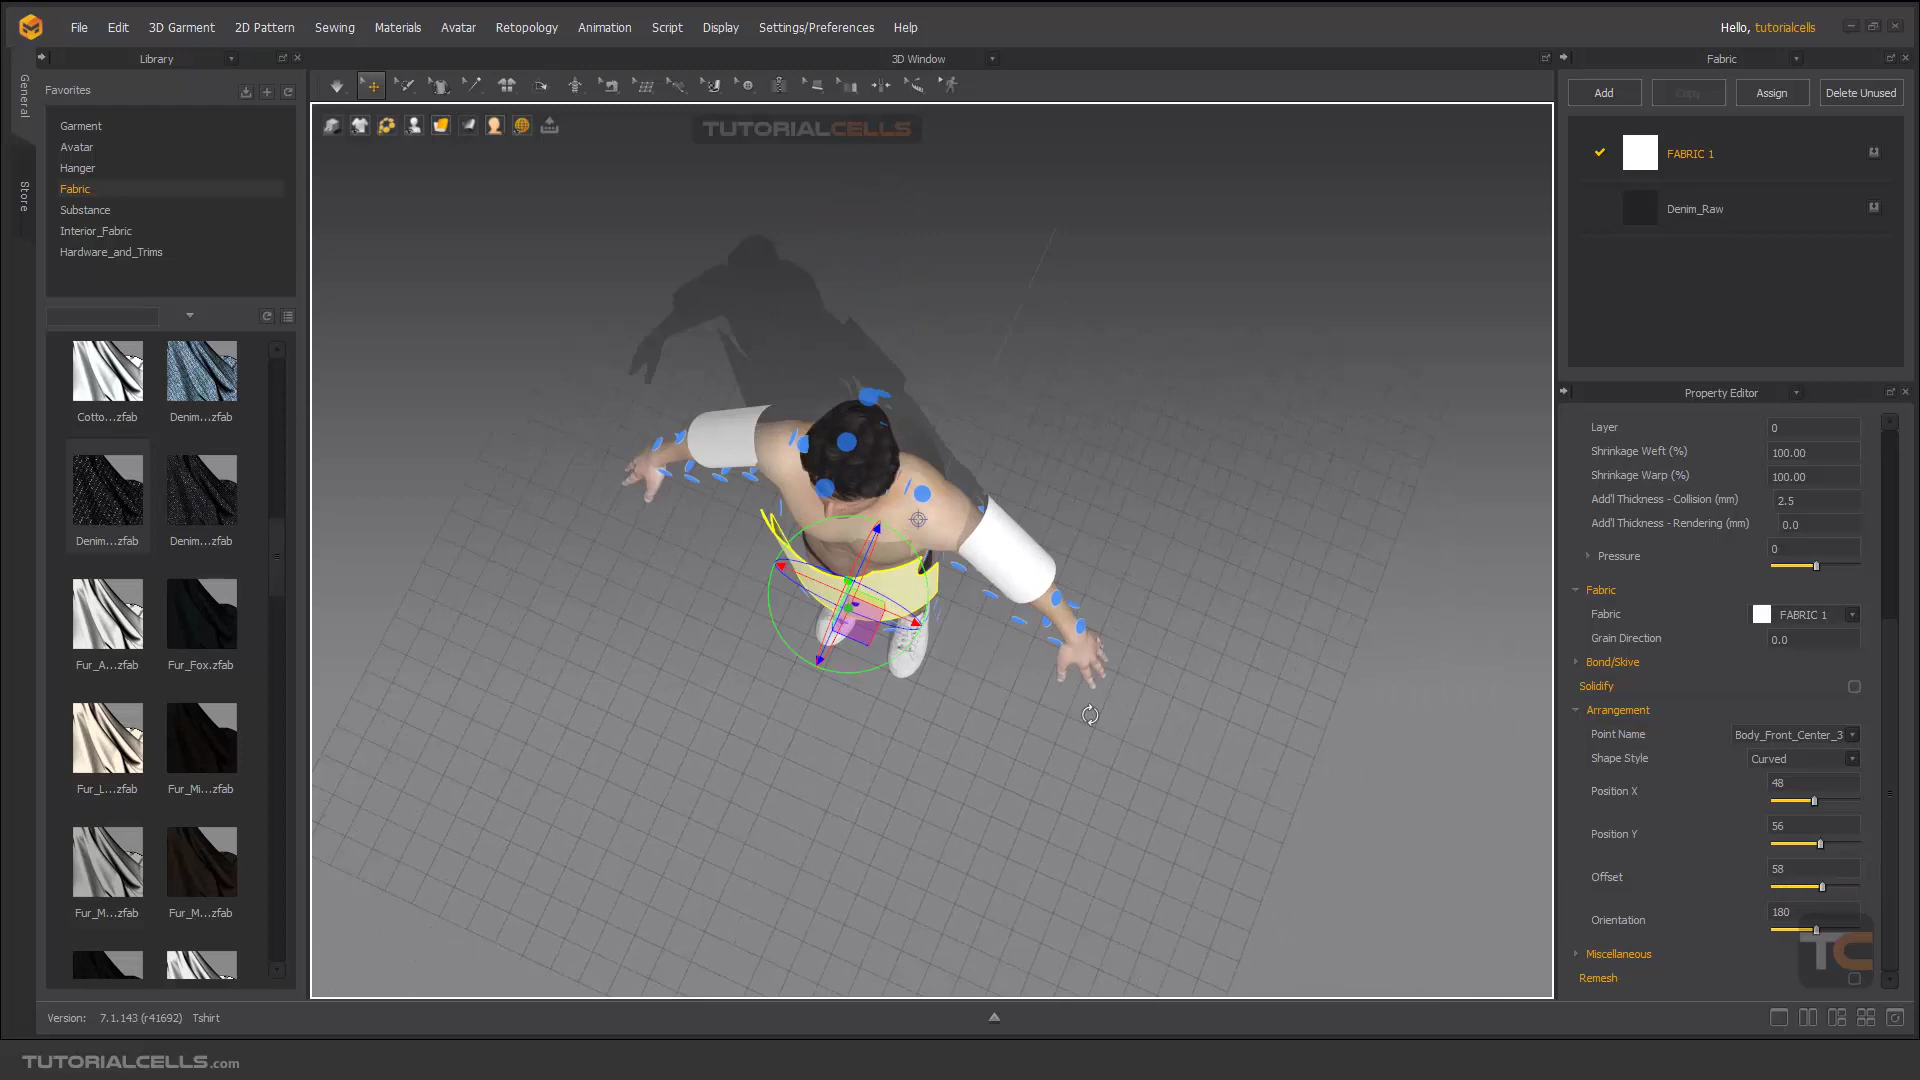 File Edit 3D Garment 2D Pattern Sewing Materials Avatar Retopology Animation Script Display Settings/Preferences Help
Hello, tutorialcells
Library
3D Window
Fabric
General
Store
Favorites
Garment
Avatar
Hanger
Fabric
Substance
Interior_Fabric
Hardware_and_Trims
Cotto...zfab Denim...zfab
Denim...zfab Denim...zfab
Fur_A...zfab Fur_Fox.zfab
Fur_L...zfab Fur_Mi...zfab
Fur_M...zfab Fur_M...zfab
TUTORIALCELLS
Add Copy Assign Delete Unused
FABRIC 1
Denim_Raw
Property Editor
Layer 0
Shrinkage Weft (%) 100.00
Shrinkage Warp (%) 100.00
Add'l Thickness - Collision (mm) 2.5
Add'l Thickness - Rendering (mm) 0.0
Pressure 0
Fabric
Fabric FABRIC 1
Grain Direction 0.0
Bond/Skive
Solidify
Arrangement
Point Name Body_Front_Center_3
Shape Style Curved
Position X 48
Position Y 56
Offset 58
Orientation 180
Miscellaneous
Remesh
TC
Version: 7.1.143 (r41692) Tshirt
TUTORIALCELLS.com